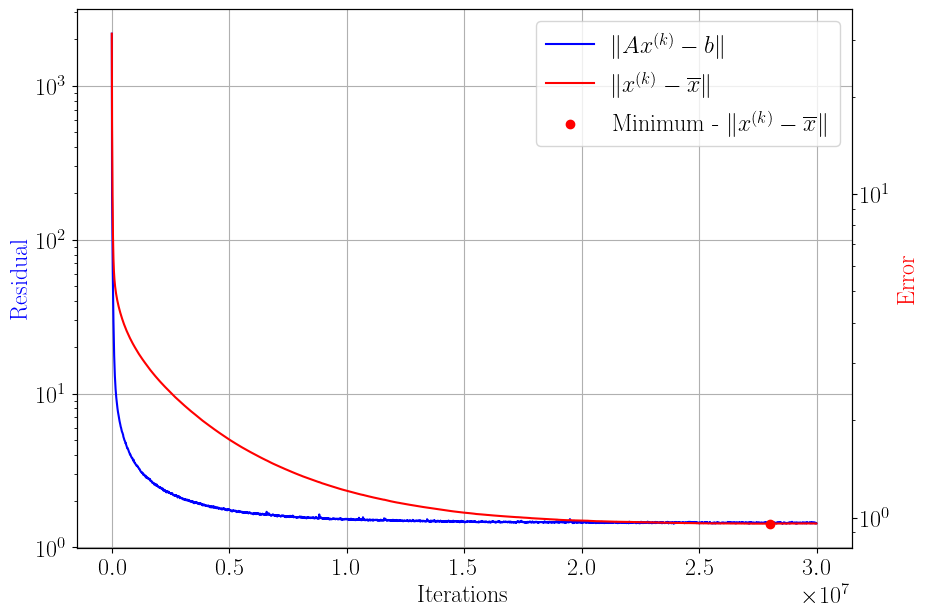 ‖Ax^(k) − b‖
‖x^(k) − x̅‖
Minimum - ‖x^(k) − x̅‖
10^3
10^2
10^1
10^0
Residual
10^1
10^0
Error
0.0 0.5 1.0 1.5 2.0 2.5 3.0
Iterations
×10^7